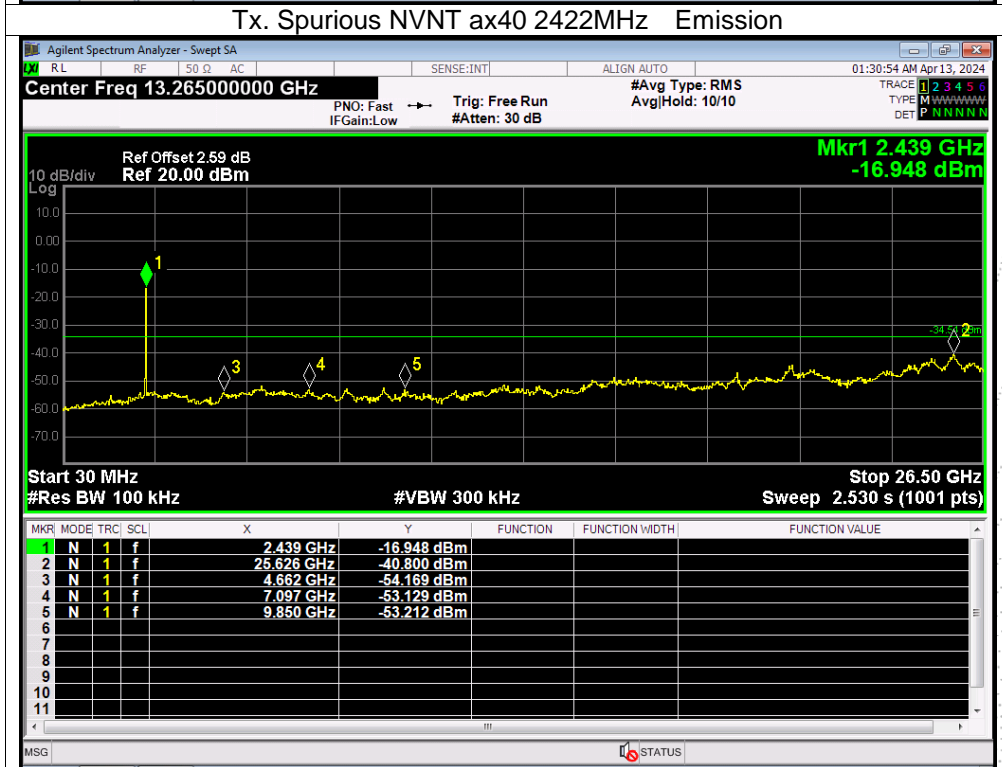 Tx. Spurious NVNT ax40 2422MHz Emission
Agilent Spectrum Analyzer - Swept SA
LXI RL RF 50 Ω AC SENSE:INT ALIGN AUTO 01:30:54 AM Apr 13, 2024
Center Freq 13.265000000 GHz #Avg Type: RMS TRACE 1 2 3 4 5 6
PNO: Fast Trig: Free Run Avg|Hold: 10/10 TYPE M WWWWW
IFGain:Low #Atten: 30 dB DET P N N N N N
Mkr1 2.439 GHz
-16.948 dBm
Ref Offset 2.59 dB
10 dB/div Ref 20.00 dBm
Log
10.0
0.00
-10.0
1
-20.0
-30.0
-34.54 dBm
2
-40.0
3 4 5
-50.0
-60.0
-70.0
Start 30 MHz Stop 26.50 GHz
#Res BW 100 kHz #VBW 300 kHz Sweep 2.530 s (1001 pts)
MKR MODE TRC SCL X Y FUNCTION FUNCTION WIDTH FUNCTION VALUE
1 N 1 f 2.439 GHz -16.948 dBm
2 N 1 f 25.626 GHz -40.800 dBm
3 N 1 f 4.662 GHz -54.169 dBm
4 N 1 f 7.097 GHz -53.129 dBm
5 N 1 f 9.850 GHz -53.212 dBm
6
7
8
9
10
11
MSG STATUS